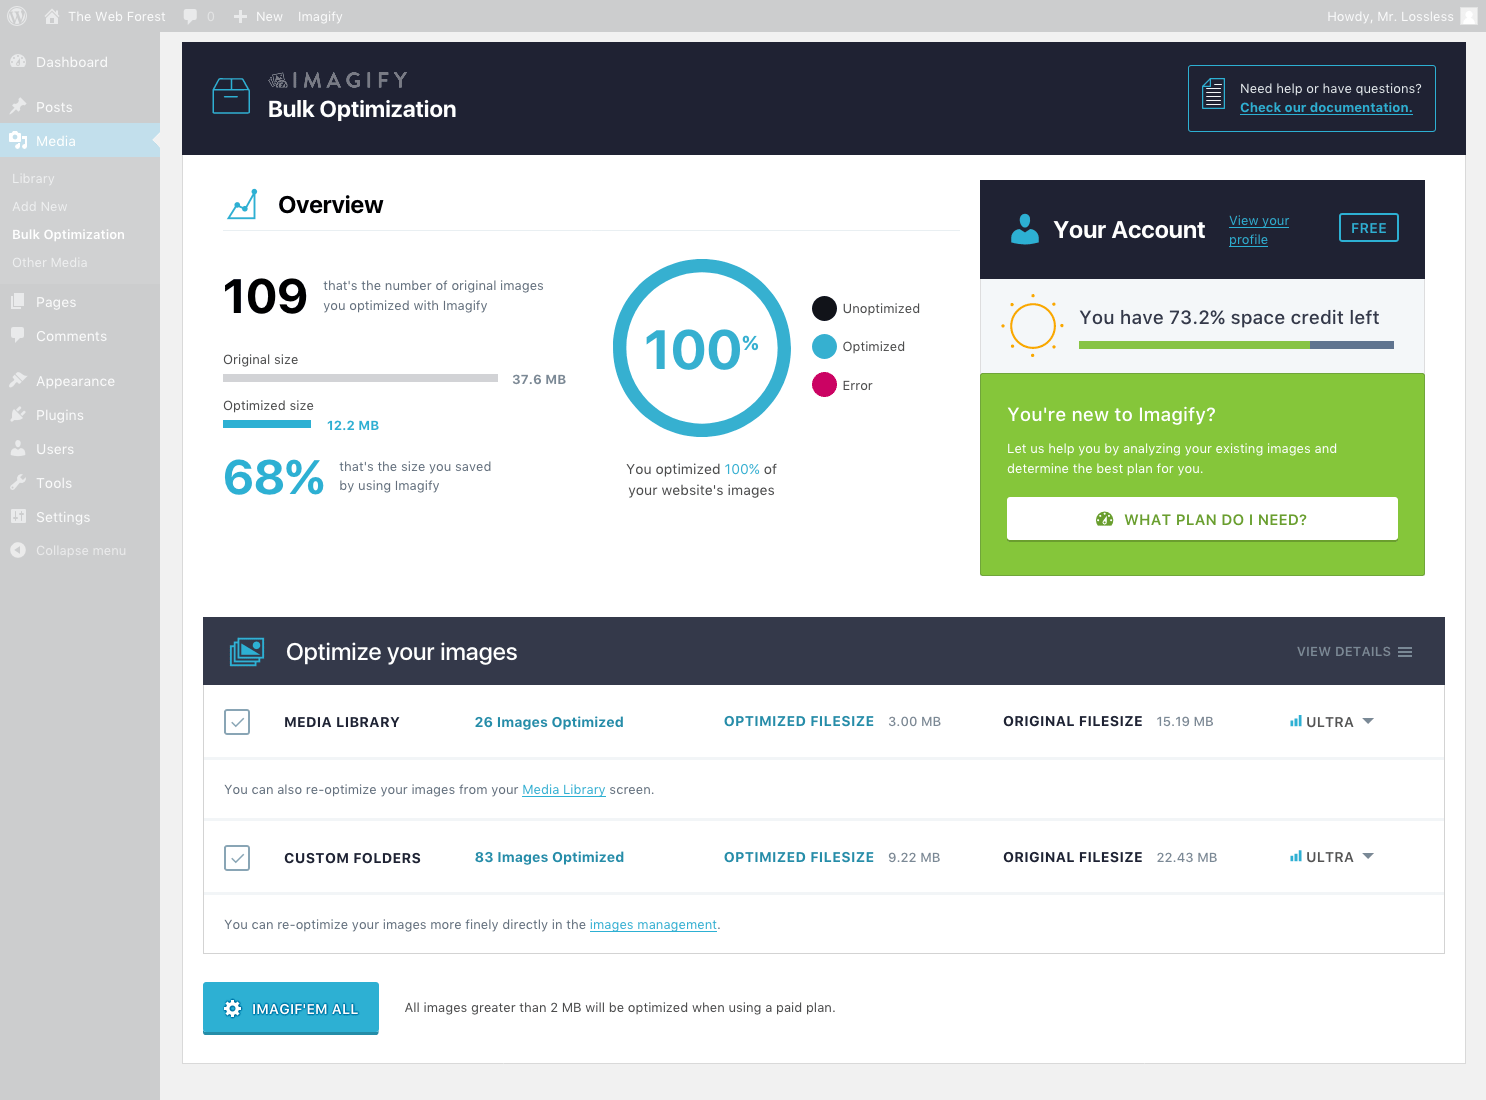 The Web Forest 0 New Imagify Howdy, Mr. Lossless
Dashboard
Posts
Media
Library
Add New
Bulk Optimization
Other Media
Pages
Comments
Appearance
Plugins
Users
Tools
Settings
Collapse menu
IMAGIFY
Bulk Optimization
Need help or have questions?
Check our documentation.
Overview
109
that's the number of original images
you optimized with Imagify
Original size
37.6 MB
Optimized size
12.2 MB
68%
that's the size you saved
by using Imagify
100%
You optimized 100% of
your website's images
Unoptimized
Optimized
Error
Your Account
View your
profile
FREE
You have 73.2% space credit left
You're new to Imagify?
Let us help you by analyzing your existing images and
determine the best plan for you.
WHAT PLAN DO I NEED?
Optimize your images VIEW DETAILS
MEDIA LIBRARY 26 Images Optimized OPTIMIZED FILESIZE 3.00 MB ORIGINAL FILESIZE 15.19 MB ULTRA
You can also re-optimize your images from your Media Library screen.
CUSTOM FOLDERS 83 Images Optimized OPTIMIZED FILESIZE 9.22 MB ORIGINAL FILESIZE 22.43 MB ULTRA
You can re-optimize your images more finely directly in the images management.
IMAGIF'EM ALL All images greater than 2 MB will be optimized when using a paid plan.